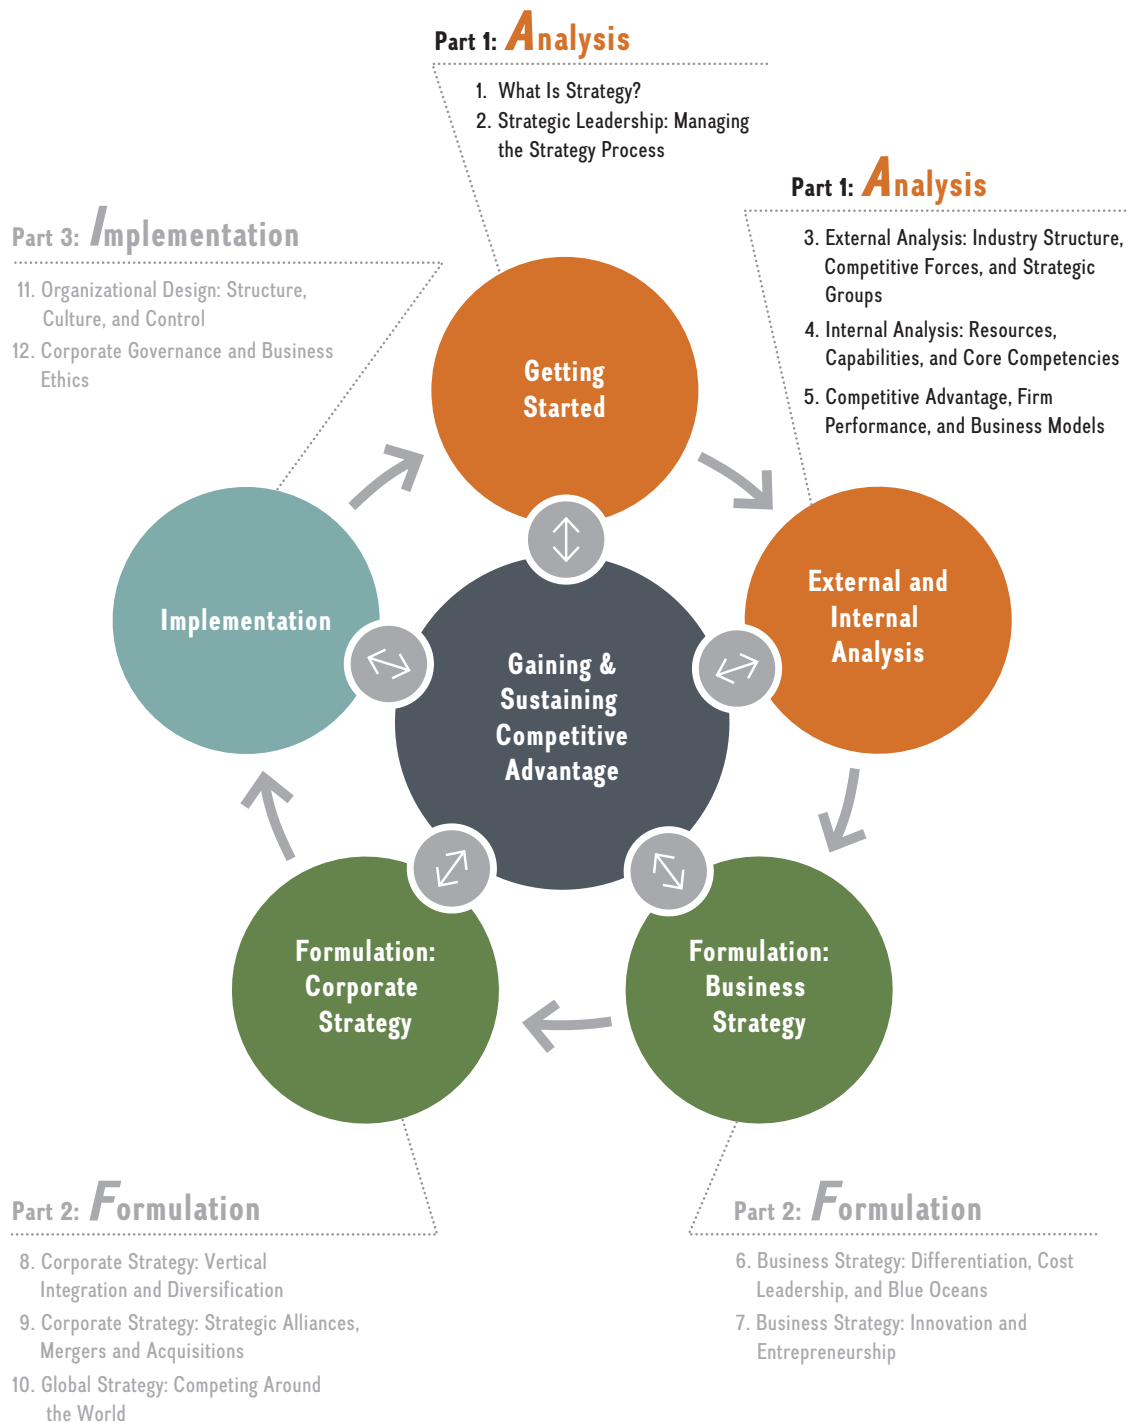 Part 1: Analysis
1. What Is Strategy?
2. Strategic Leadership: Managing
the Strategy Process
Part 1: Analysis
3. External Analysis: Industry Structure,
Competitive Forces, and Strategic
Groups
4. Internal Analysis: Resources,
Capabilities, and Core Competencies
5. Competitive Advantage, Firm
Performance, and Business Models
Part 3: Implementation
11. Organizational Design: Structure,
Culture, and Control
12. Corporate Governance and Business
Ethics
Getting
Started
External and
Internal
Analysis
Implementation
Gaining &
Sustaining
Competitive
Advantage
Formulation:
Corporate
Strategy
Formulation:
Business
Strategy
Part 2: Formulation
8. Corporate Strategy: Vertical
Integration and Diversification
9. Corporate Strategy: Strategic Alliances,
Mergers and Acquisitions
10. Global Strategy: Competing Around
the World
Part 2: Formulation
6. Business Strategy: Differentiation, Cost
Leadership, and Blue Oceans
7. Business Strategy: Innovation and
Entrepreneurship